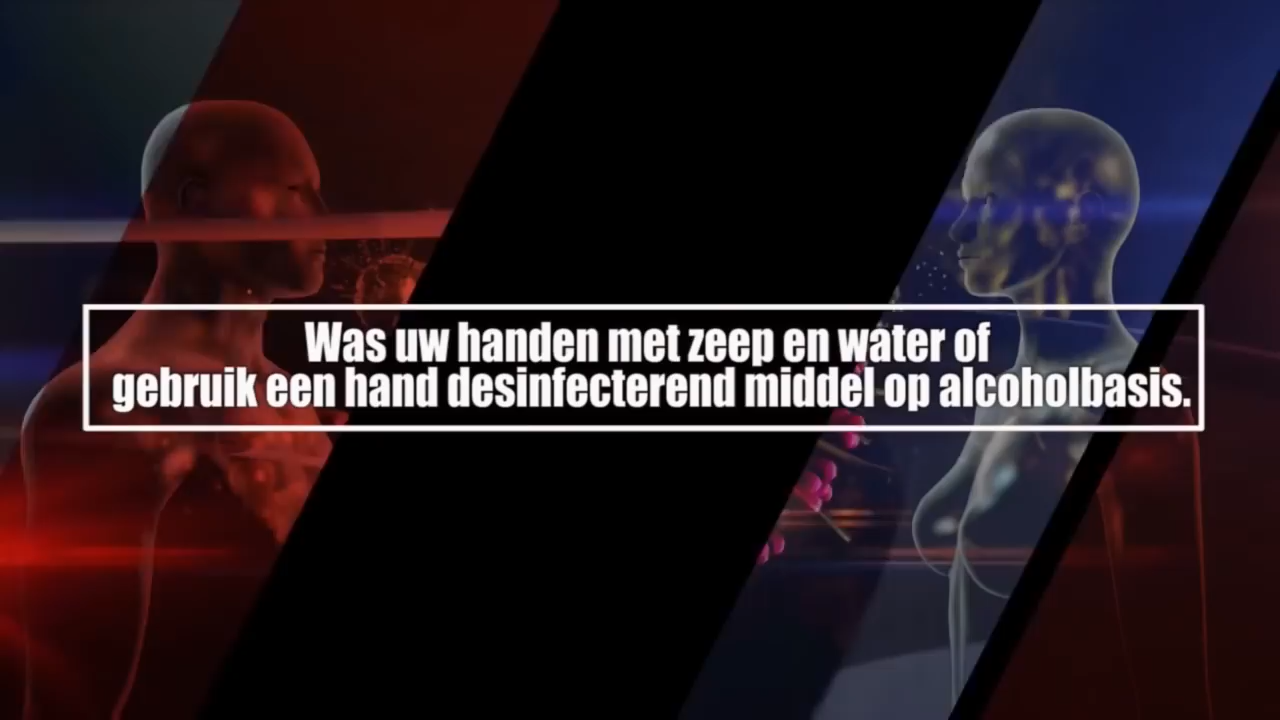 Was uw handen met zeep en water of
gebruik een hand desinfecterend middel op alcoholbasis.